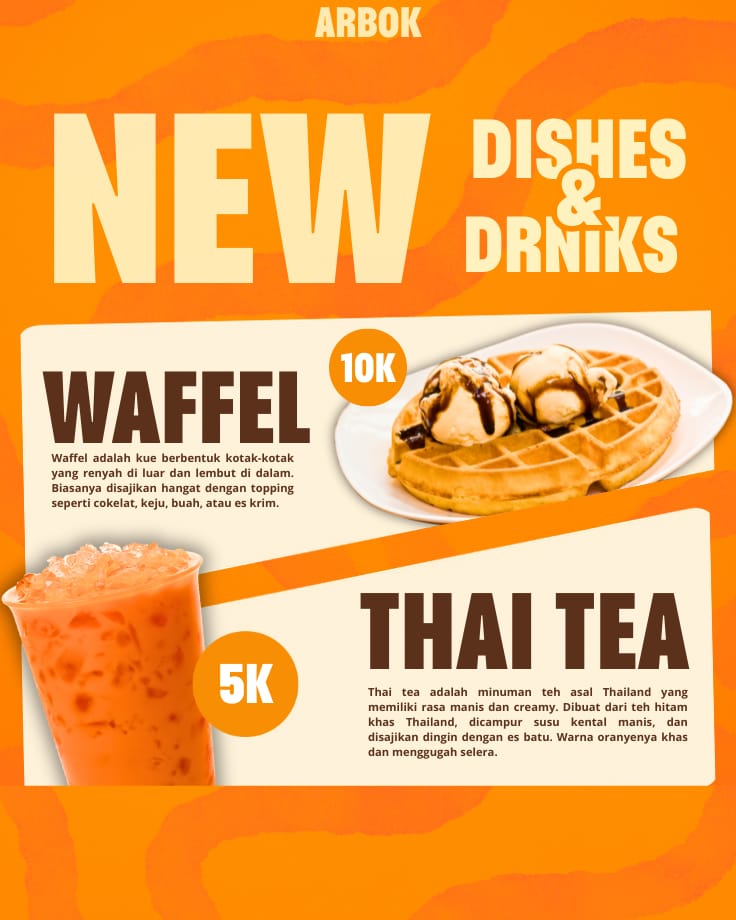 ARBOK
NEW
DISHES
&
DRNiKS
WAFFEL
10K
Waffel adalah kue berbentuk kotak-kotak
yang renyah di luar dan lembut di dalam.
Biasanya disajikan hangat dengan topping
seperti cokelat, keju, buah, atau es krim.
5K
THAI TEA
Thai tea adalah minuman teh asal Thailand yang
memiliki rasa manis dan creamy. Dibuat dari teh hitam
khas Thailand, dicampur susu kental manis, dan
disajikan dingin dengan es batu. Warna oranyenya khas
dan menggugah selera.